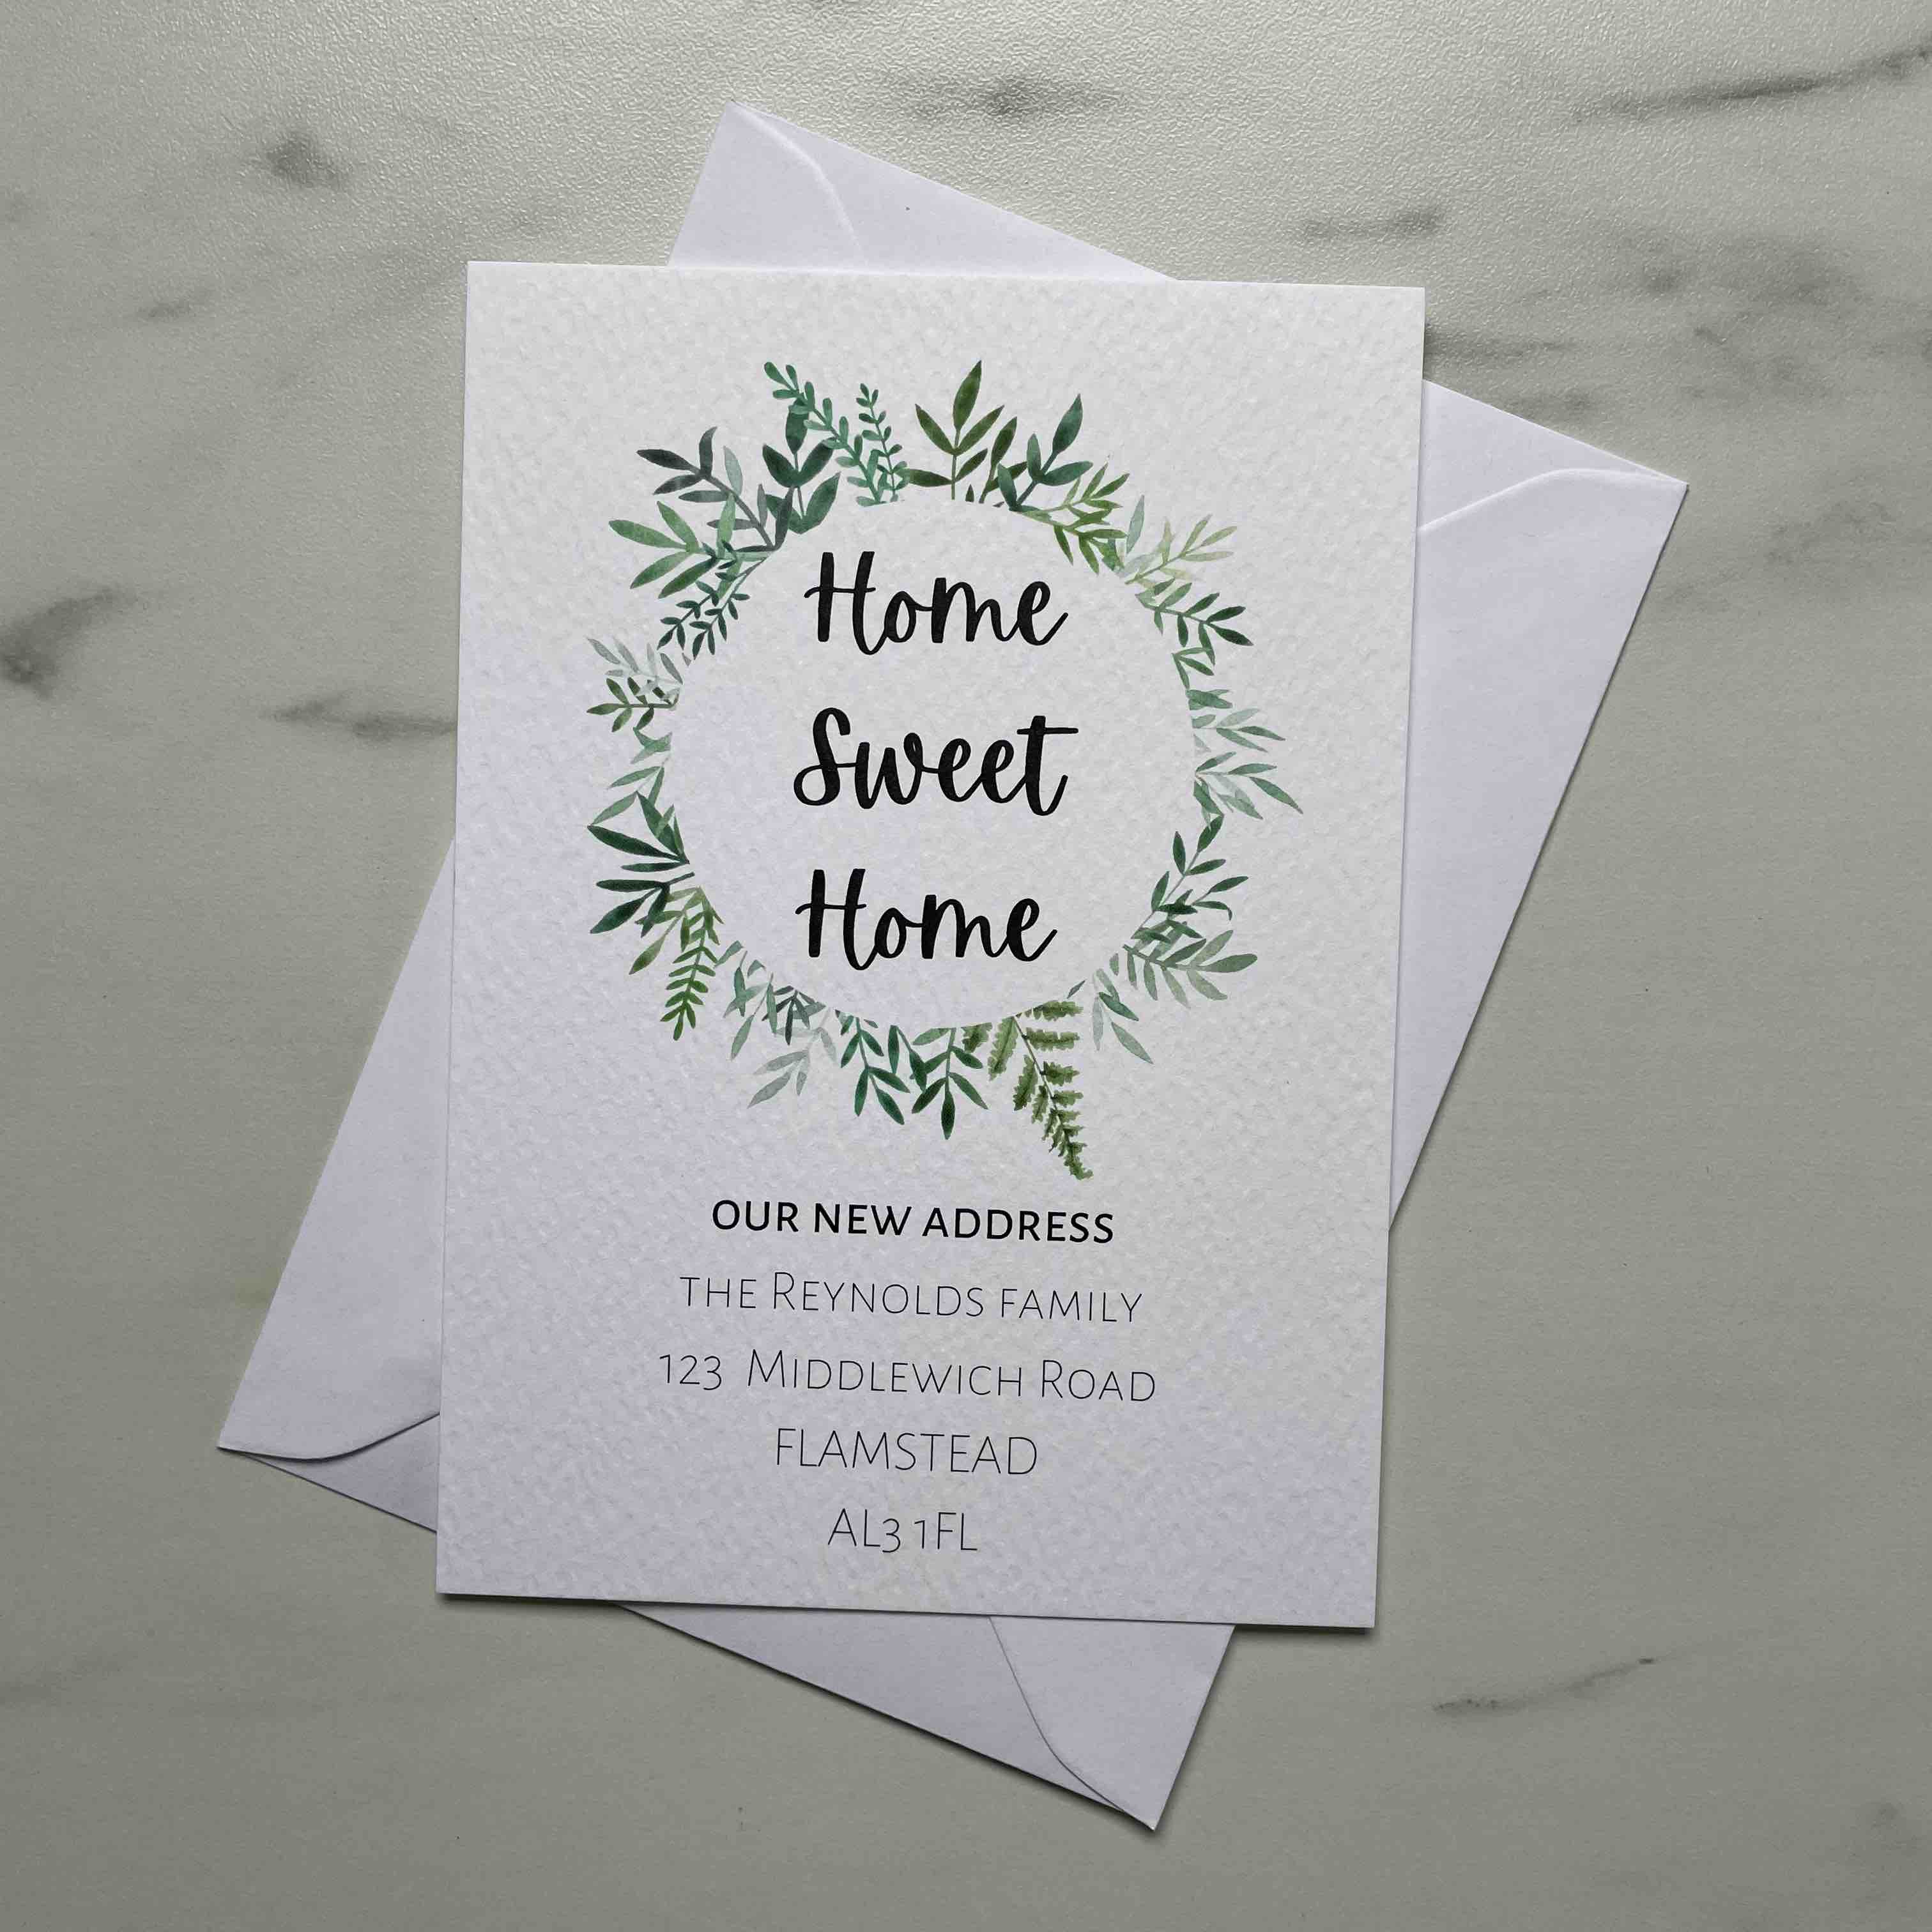 Home
Sweet
Home
OUR NEW ADDRESS
THE REYNOLDS FAMILY
123 MIDDLEWICH ROAD
FLAMSTEAD
AL3 1FL